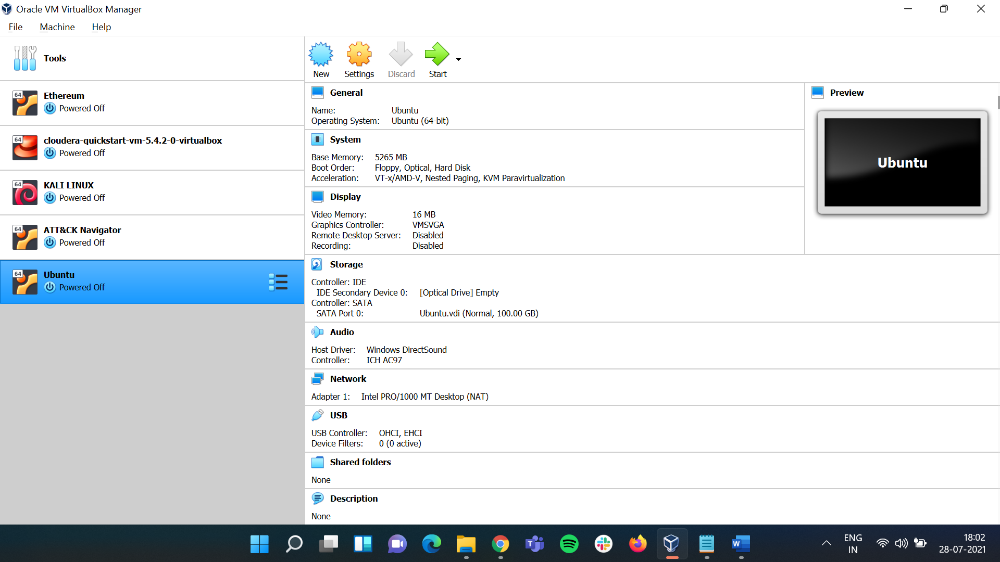 Oracle VM VirtualBox Manager
File Machine Help
Tools
64 Ethereum
Powered Off
64 cloudera-quickstart-vm-5.4.2-0-virtualbox
Powered Off
64 KALI LINUX
Powered Off
64 ATT&CK Navigator
Powered Off
64 Ubuntu
Powered Off
New Settings Discard Start
General
Name: Ubuntu
Operating System: Ubuntu (64-bit)
System
Base Memory: 5265 MB
Boot Order: Floppy, Optical, Hard Disk
Acceleration: VT-x/AMD-V, Nested Paging, KVM Paravirtualization
Display
Video Memory: 16 MB
Graphics Controller: VMSVGA
Remote Desktop Server: Disabled
Recording: Disabled
Storage
Controller: IDE
IDE Secondary Device 0: [Optical Drive] Empty
Controller: SATA
SATA Port 0: Ubuntu.vdi (Normal, 100.00 GB)
Audio
Host Driver: Windows DirectSound
Controller: ICH AC97
Network
Adapter 1: Intel PRO/1000 MT Desktop (NAT)
USB
USB Controller: OHCI, EHCI
Device Filters: 0 (0 active)
Shared folders
None
Description
None
Preview
Ubuntu
T
W
ENG
IN
18:02
28-07-2021